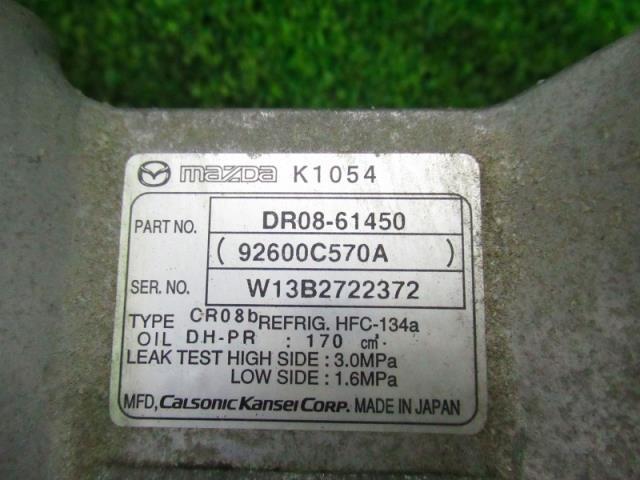 mazda K1054
PART NO. DR08-61450
( 92600C570A )
SER. NO. W13B2722372
TYPE CR08b REFRIG. HFC-134a
OIL DH-PR : 170 cm³
LEAK TEST HIGH SIDE : 3.0MPa
LOW SIDE : 1.6MPa
MFD, CALSONIC KANSEI CORP. MADE IN JAPAN